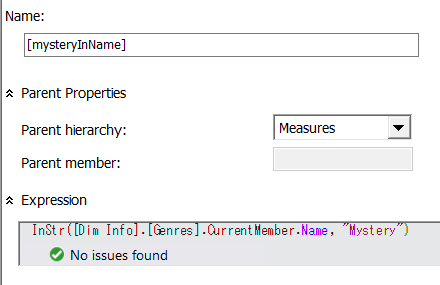 Name:
[mysteryInName]
Parent Properties
Parent hierarchy:
Measures
Parent member:
Expression
InStr([Dim Info].[Genres].CurrentMember.Name, "Mystery")
No issues found